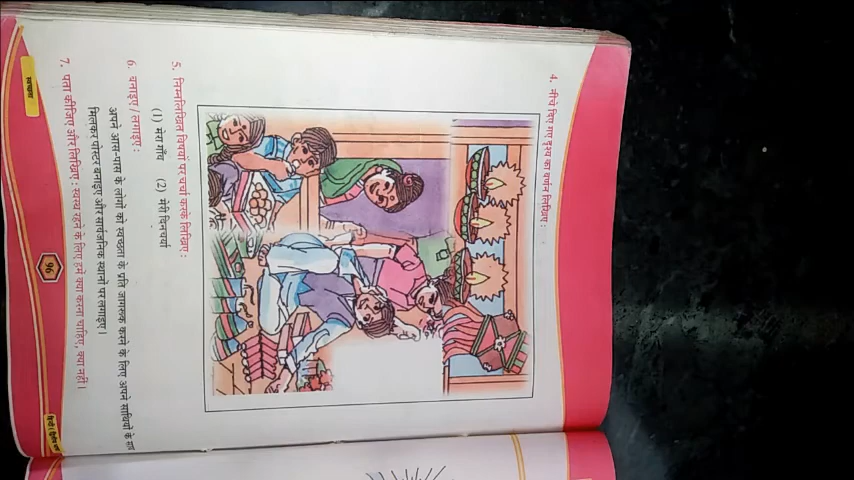 4. नीचे दिए गए दृश्य का वर्णन लिखिए :
5. निम्नलिखित विषयों पर चर्चा करके लिखिए :
(1) मेरा गाँव (2) मेरी दिनचर्या
6. बनाइए / लगाइए :
अपने आस-पास के लोगों को स्वच्छता के प्रति जागरूक करने के लिए अपने साथियों के साथ
मिलकर पोस्टर बनाइए और सार्वजनिक स्थानों पर लगाइए।
7. पता कीजिए और लिखिए : स्वस्थ रहने के लिए हमें क्या करना चाहिए, क्या नहीं।
स्वच्छता
96
हिन्दी (द्वितीय